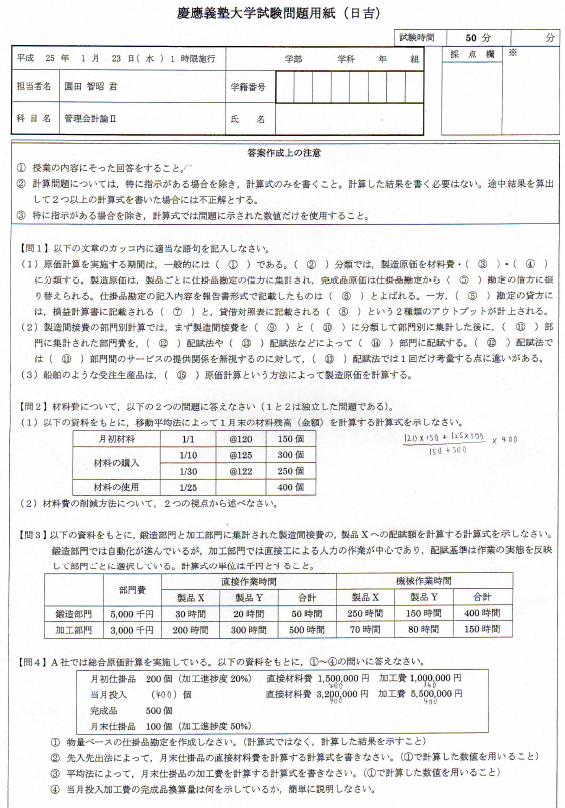 慶應義塾大学試験問題用紙（日吉）
試験時間 50 分 分
平成 25 年 1 月 23 日(水) 1 時限施行 学部 学科 年 組 採点欄 ※
担当者名 園田 智昭 君 学籍番号
科目名 管理会計論Ⅱ 氏 名
答案作成上の注意
① 授業の内容にそった回答をすること。
② 計算問題については，特に指示がある場合を除き，計算式のみを書くこと。計算した結果を書く必要はない。途中結果を算出
して２つ以上の計算式を書いた場合には不正解とする。
③ 特に指示がある場合を除き，計算式では問題に示された数値だけを使用すること。
【問１】以下の文章のカッコ内に適当な語句を記入しなさい。
（1）原価計算を実施する期間は，一般的には（ ① ）である。（ ② ）分類では，製造原価を材料費・（ ③ ）・（ ④ ）
に分類する。製造原価は，製品ごとに仕掛品勘定の借方に集計され，完成品原価は仕掛品勘定から（ ⑤ ）勘定の借方に振
り替えられる。仕掛品勘定の記入内容を報告書形式で記載したものは（ ⑥ ）とよばれる。一方，（ ⑤ ）勘定の貸方に
は，損益計算書に記載される（ ⑦ ）と，貸借対照表に記載される（ ⑧ ）という２種類のアウトプットが計上される。
（2）製造間接費の部門別計算では，まず製造間接費を（ ⑨ ）と（ ⑩ ）に分類して部門別に集計した後に，（ ⑪ ）部
門に集計された部門費を，（ ⑫ ）配賦法や（ ⑬ ）配賦法などによって（ ⑭ ）部門に配賦する。（ ⑫ ）配賦法で
は（ ⑪ ）部門間のサービスの提供関係を無視するのに対して，（ ⑬ ）配賦法では１回だけ考量する点に違いがある。
（3）船舶のような受注生産品は，（ ⑮ ）原価計算という方法によって製造原価を計算する。
【問２】材料費について，以下の２つの問題に答えなさい（１と２は独立した問題である）。
（1）以下の資料をもとに，移動平均法によって１月末の材料残高（金額）を計算する計算式を示しなさい。
月初材料 1/1 @120 150 個
材料の購入 1/10 @125 300 個
1/30 @122 250 個
材料の使用 1/25 400 個
120×150 + 125×300
150 + 300 × 400
（2）材料費の削減方法について，２つの視点から述べなさい。
【問３】以下の資料をもとに，鍛造部門と加工部門に集計された製造間接費の，製品Ｘへの配賦額を計算する計算式を示しなさい。
鍛造部門では自動化が進んでいるが，加工部門では直接工による人力の作業が中心であり，配賦基準は作業の実態を反映
して部門ごとに選択している。計算式の単位は千円とすること。
部門費 直接作業時間 機械作業時間
製品Ｘ 製品Ｙ 合計 製品Ｘ 製品Ｙ 合計
鍛造部門 5,000 千円 30 時間 20 時間 50 時間 250 時間 150 時間 400 時間
加工部門 3,000 千円 200 時間 300 時間 500 時間 70 時間 80 時間 150 時間
【問４】Ａ社では総合原価計算を実施している。以下の資料をもとに，①～④の問いに答えなさい。
月初仕掛品 200 個（加工進捗度 20%） 直接材料費 1,500,000 円 加工費 1,000,000 円
当月投入 （400）個 直接材料費 3,200,000 円 加工費 5,500,000 円
400 400
完成品 500 個
月末仕掛品 100 個（加工進捗度 50%）
① 物量ベースの仕掛品勘定を作成しなさい。（計算式ではなく，計算した結果を示すこと）
② 先入先出法によって，月末仕掛品の直接材料費を計算する計算式を書きなさい。（①で計算した数値を用いること）
③ 平均法によって，月末仕掛品の加工費を計算する計算式を書きなさい。（①で計算した数値を用いること）
④ 当月投入加工費の完成品換算量は何を示しているか，簡単に説明しなさい。